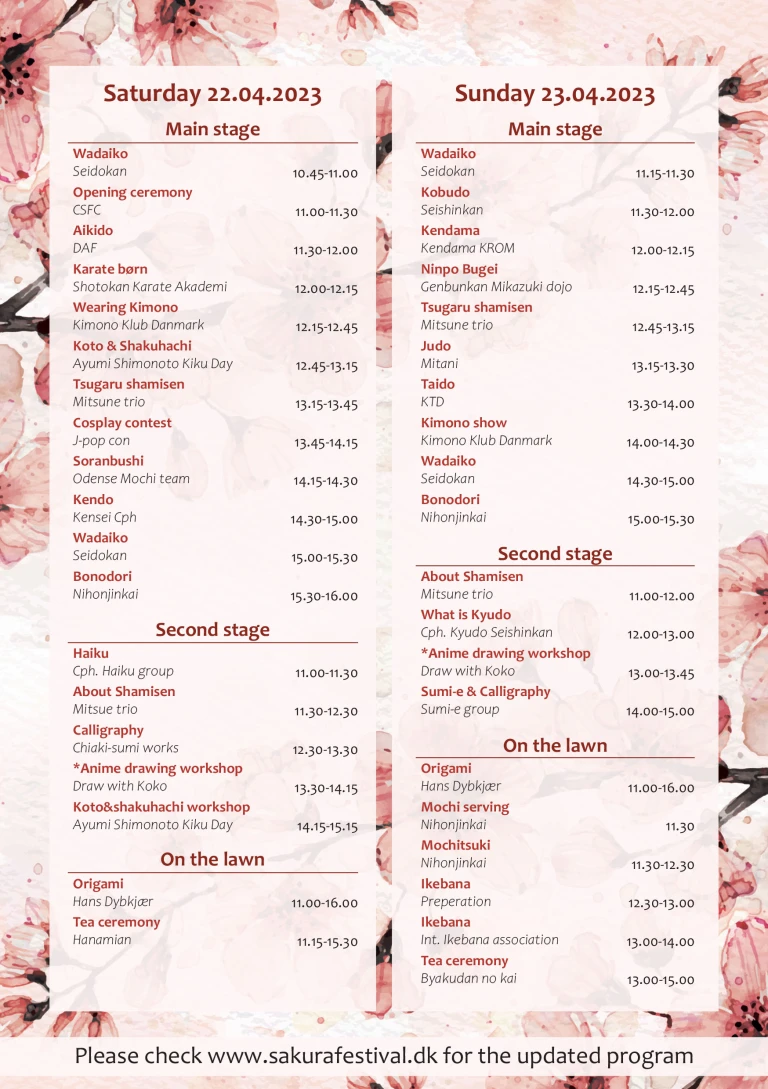 Saturday 22.04.2023
Main stage
Wadaiko
Seidokan 10.45-11.00
Opening ceremony
CSFC 11.00-11.30
Aikido
DAF 11.30-12.00
Karate børn
Shotokan Karate Akademi 12.00-12.15
Wearing Kimono
Kimono Klub Danmark 12.15-12.45
Koto & Shakuhachi
Ayumi Shimonoto Kiku Day 12.45-13.15
Tsugaru shamisen
Mitsune trio 13.15-13.45
Cosplay contest
J-pop con 13.45-14.15
Soranbushi
Odense Mochi team 14.15-14.30
Kendo
Kensei Cph 14.30-15.00
Wadaiko
Seidokan 15.00-15.30
Bonodori
Nihonjinkai 15.30-16.00
Second stage
Haiku
Cph. Haiku group 11.00-11.30
About Shamisen
Mitsue trio 11.30-12.30
Calligraphy
Chiaki-sumi works 12.30-13.30
*Anime drawing workshop
Draw with Koko 13.30-14.15
Koto&shakuhachi workshop
Ayumi Shimonoto Kiku Day 14.15-15.15
On the lawn
Origami
Hans Dybkjær 11.00-16.00
Tea ceremony
Hanamian 11.15-15.30
Sunday 23.04.2023
Main stage
Wadaiko
Seidokan 11.15-11.30
Kobudo
Seishinkan 11.30-12.00
Kendama
Kendama KROM 12.00-12.15
Ninpo Bugei
Genbunkan Mikazuki dojo 12.15-12.45
Tsugaru shamisen
Mitsune trio 12.45-13.15
Judo
Mitani 13.15-13.30
Taido
KTD 13.30-14.00
Kimono show
Kimono Klub Danmark 14.00-14.30
Wadaiko
Seidokan 14.30-15.00
Bonodori
Nihonjinkai 15.00-15.30
Second stage
About Shamisen
Mitsune trio 11.00-12.00
What is Kyudo
Cph. Kyudo Seishinkan 12.00-13.00
*Anime drawing workshop
Draw with Koko 13.00-13.45
Sumi-e & Calligraphy
Sumi-e group 14.00-15.00
On the lawn
Origami
Hans Dybkjær 11.00-16.00
Mochi serving
Nihonjinkai 11.30
Mochitsuki
Nihonjinkai 11.30-12.30
Ikebana
Preperation 12.30-13.00
Ikebana
Int. Ikebana association 13.00-14.00
Tea ceremony
Byakudan no kai 13.00-15.00
Please check www.sakurafestival.dk for the updated program